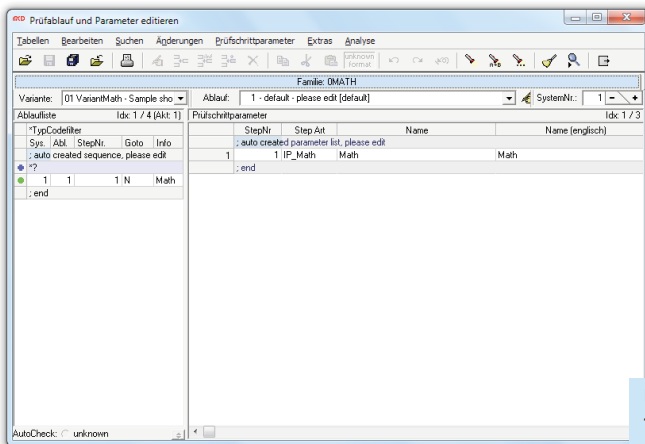 AKD Prüfablauf und Parameter editieren
Tabellen Bearbeiten Suchen Änderungen Prüfschrittparameter Extras Analyse
unknown
format
Familie: 0MATH
Variante: 01 VariantMath - Sample sho Ablauf: 1 - default - please edit [default] SystemNr.: 1
Ablaufliste Idx: 1 / 4 (Akt: 1) Prüfschrittparameter Idx: 1 / 3
*TypCodefilter StepNr Step Art Name Name (englisch)
Sys. Abl. StepNr. Goto Info ; auto created parameter list, please edit
; auto created sequence, please edit 1 IP_Math Math Math
*? ; end
1 1 1 N Math
; end
AutoCheck: unknown